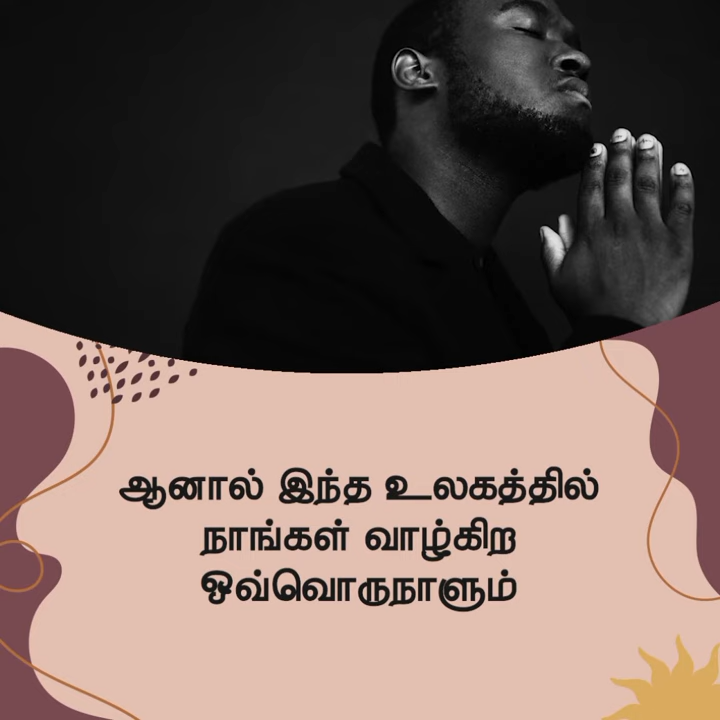 ஆனால் இந்த உலகத்தில்
நாங்கள் வாழ்கிற
ஒவ்வொருநாளும்